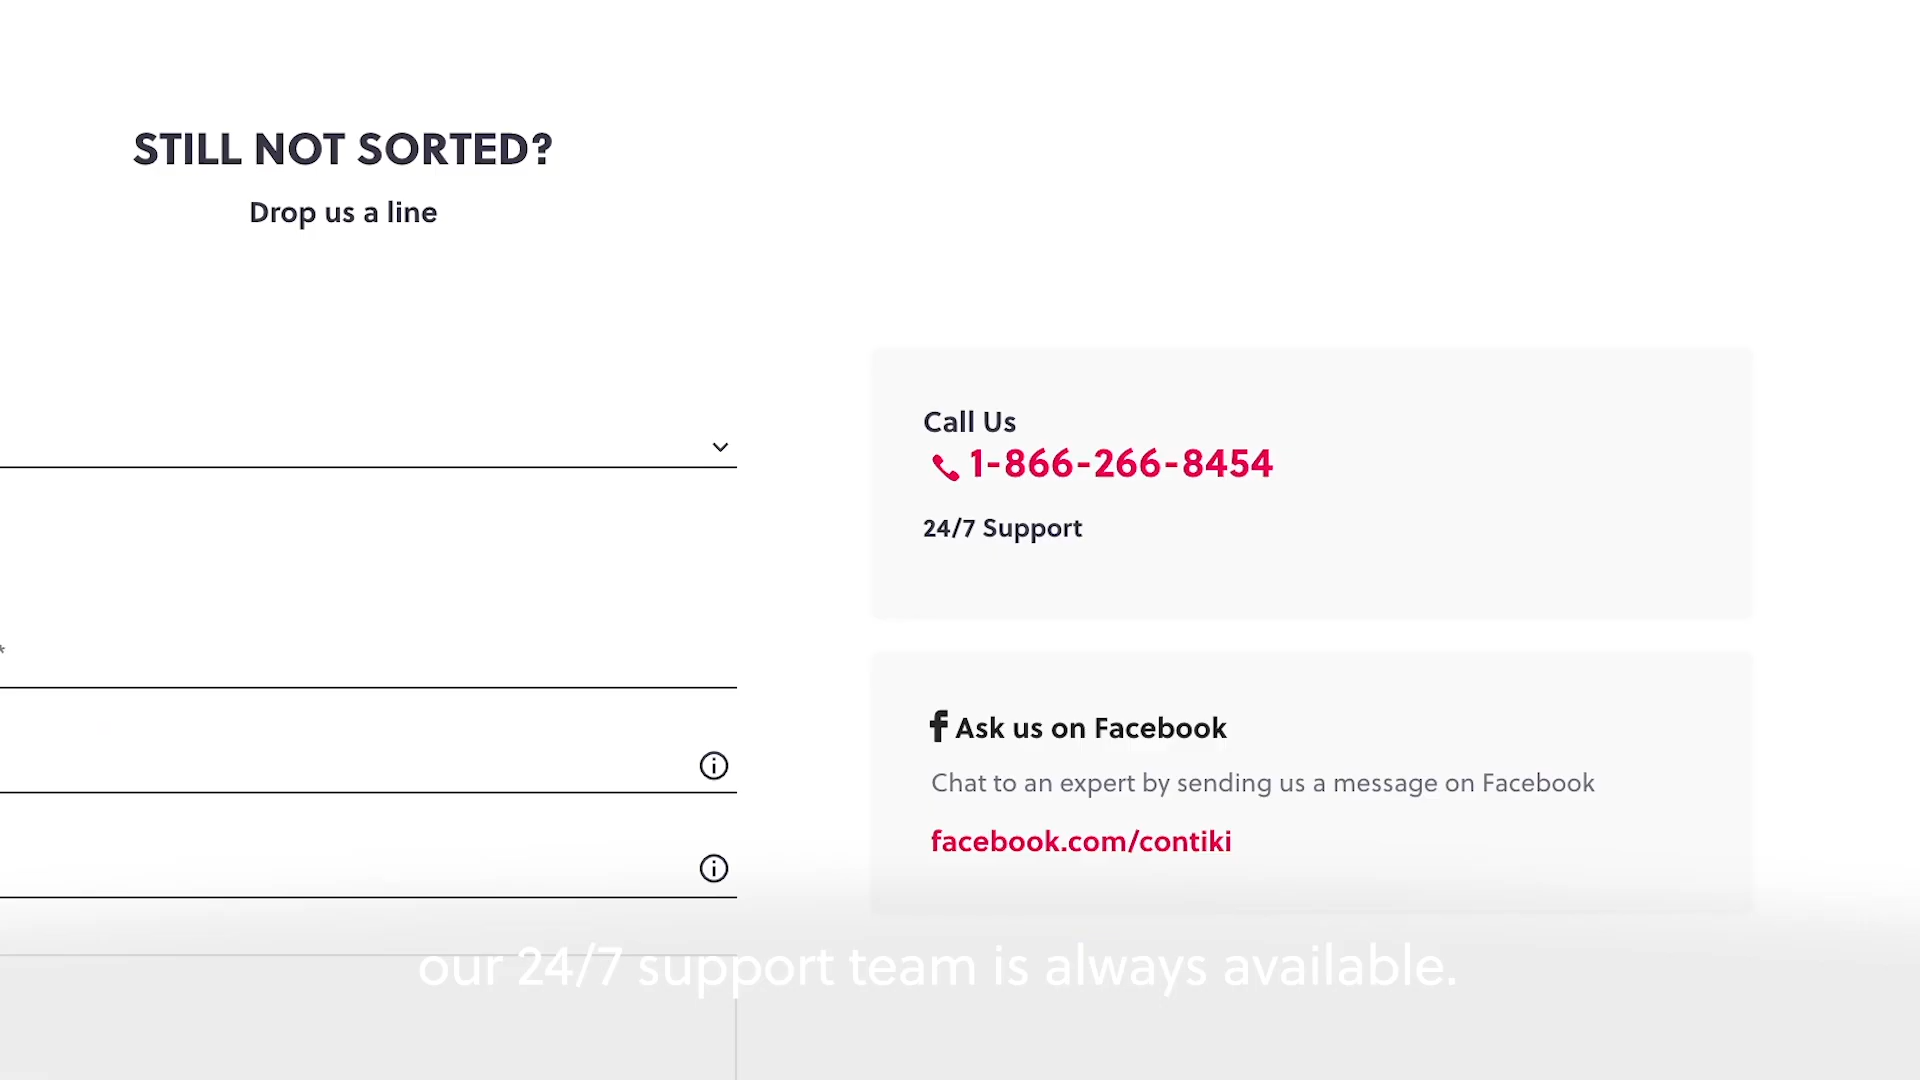 STILL NOT SORTED?
Drop us a line
*
Call Us
1-866-266-8454
24/7 Support
Ask us on Facebook
Chat to an expert by sending us a message on Facebook
facebook.com/contiki
our 24/7 support team is always available.